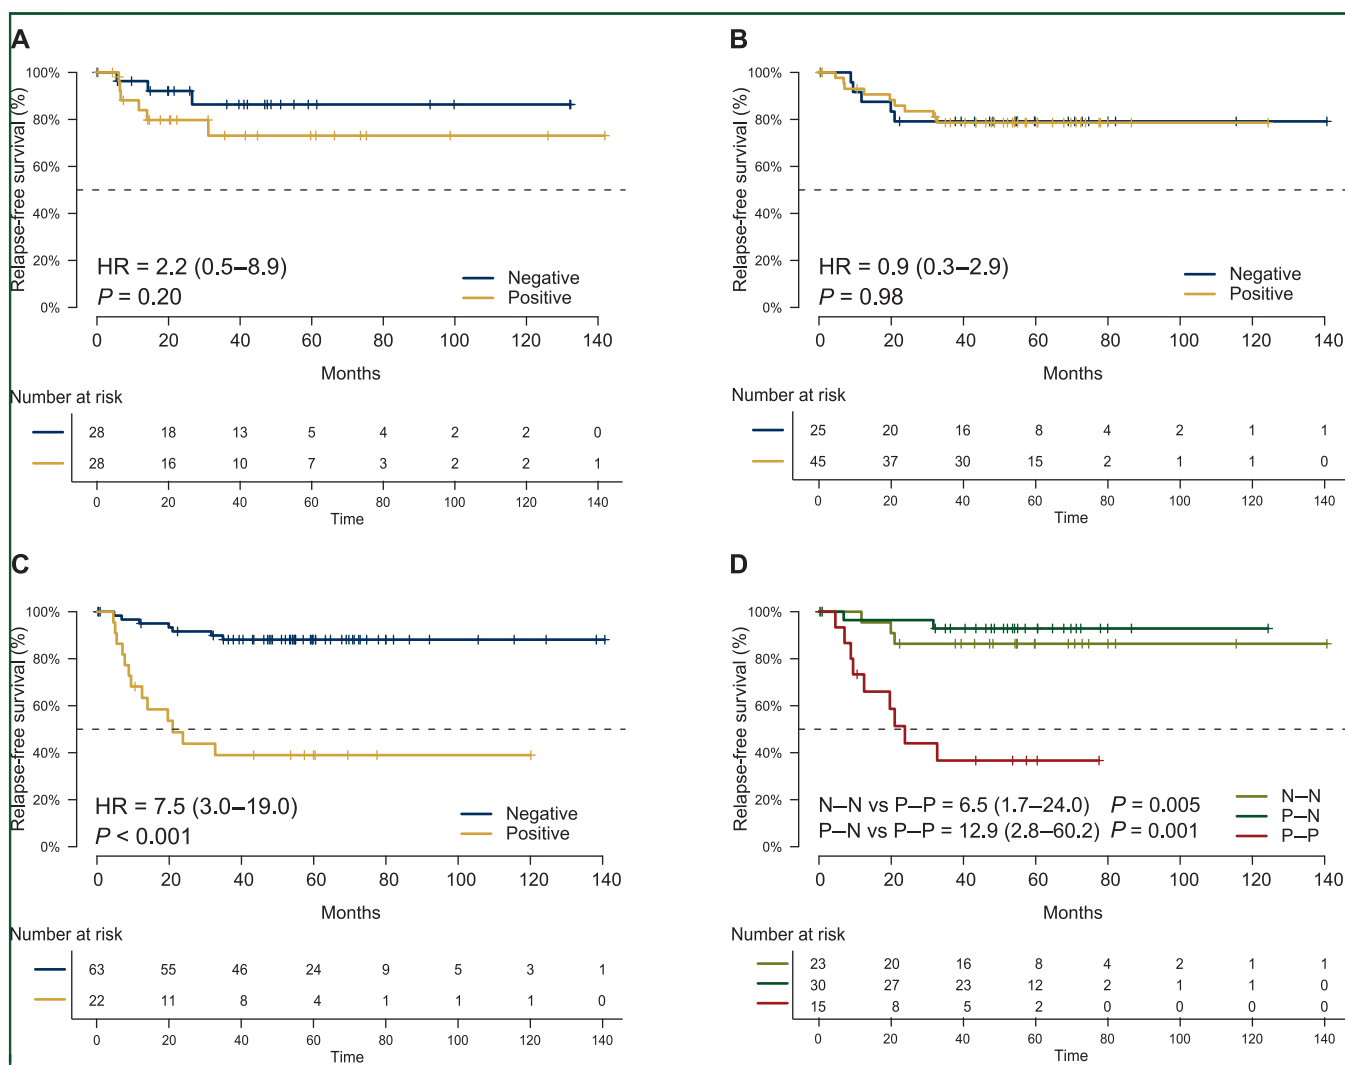 A
Relapse-free survival (%)
100%
80%
60%
40%
20%
0%
HR = 2.2 (0.5–8.9)
P = 0.20
Negative
Positive
0 20 40 60 80 100 120 140
Months
Number at risk
28 18 13 5 4 2 2 0
28 16 10 7 3 2 2 1
0 20 40 60 80 100 120 140
Time
B
Relapse-free survival (%)
100%
80%
60%
40%
20%
0%
HR = 0.9 (0.3–2.9)
P = 0.98
Negative
Positive
0 20 40 60 80 100 120 140
Months
Number at risk
25 20 16 8 4 2 1 1
45 37 30 15 2 1 1 0
0 20 40 60 80 100 120 140
Time
C
Relapse-free survival (%)
100%
80%
60%
40%
20%
0%
HR = 7.5 (3.0–19.0)
P < 0.001
Negative
Positive
0 20 40 60 80 100 120 140
Months
Number at risk
63 55 46 24 9 5 3 1
22 11 8 4 1 1 1 0
0 20 40 60 80 100 120 140
Time
D
Relapse-free survival (%)
100%
80%
60%
40%
20%
0%
N–N vs P–P = 6.5 (1.7–24.0) P = 0.005
P–N vs P–P = 12.9 (2.8–60.2) P = 0.001
N–N
P–N
P–P
0 20 40 60 80 100 120 140
Months
Number at risk
23 20 16 8 4 2 1 1
30 27 23 12 2 1 1 0
15 8 5 2 0 0 0 0
0 20 40 60 80 100 120 140
Time